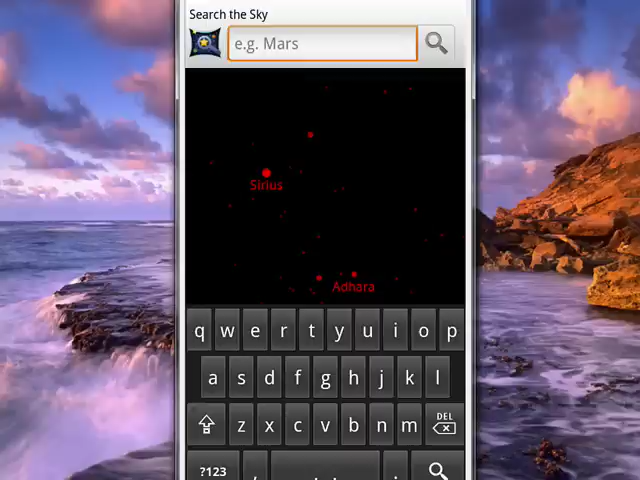 Search the Sky
e.g. Mars
Sirius
Adhara
q w e r t y u i o p
a s d f g h j k l
z x c v b n m DEL
?123 , .